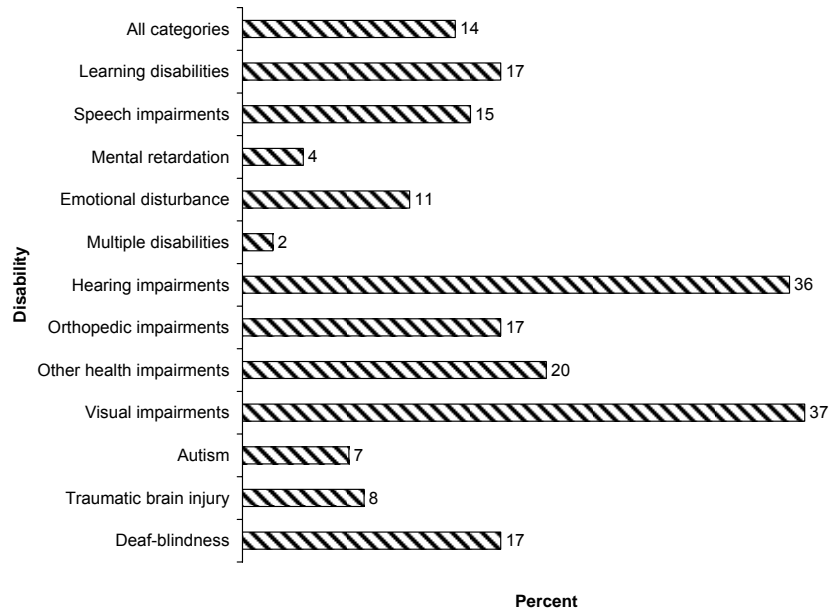 All categories 14
Learning disabilities 17
Speech impairments 15
Mental retardation 4
Emotional disturbance 11
Multiple disabilities 2
Hearing impairments 36
Orthopedic impairments 17
Other health impairments 20
Visual impairments 37
Autism 7
Traumatic brain injury 8
Deaf-blindness 17
Disability
Percent